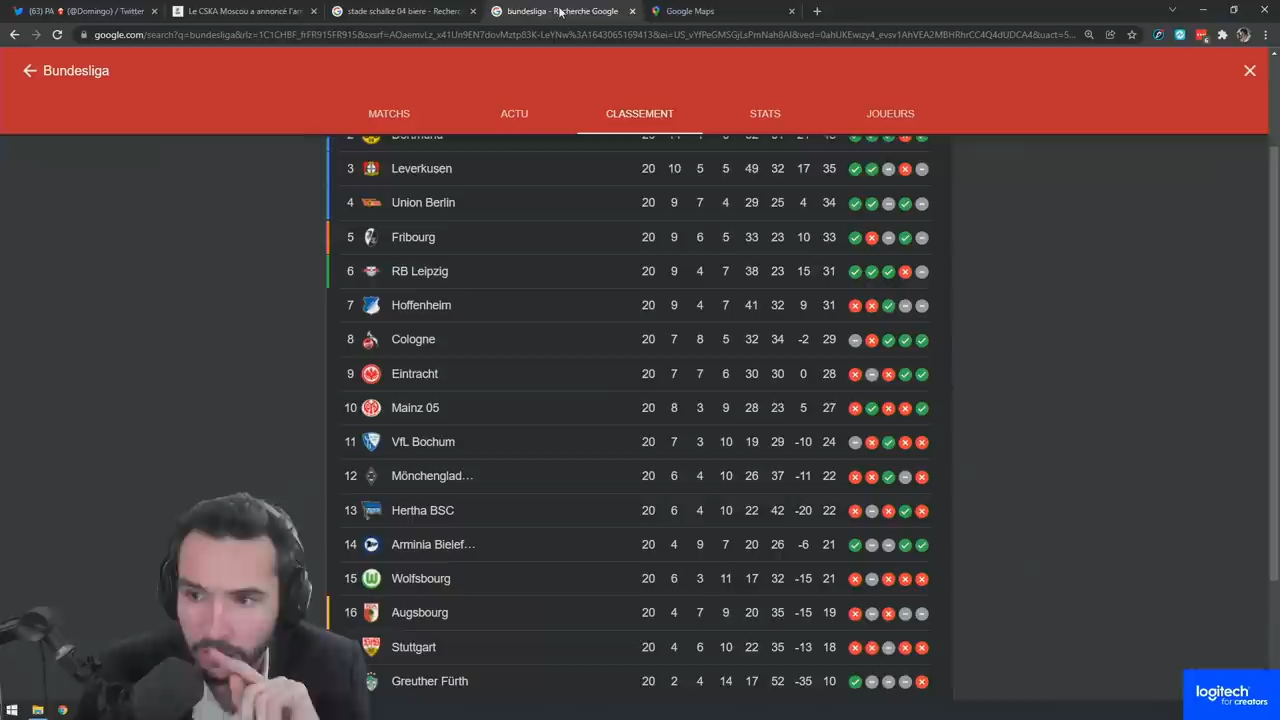 (63) PA 🎅 (@Domingo) / Twitter
Le CSKA Moscou a annoncé l'arr
stade schalke 04 biere - Recherc
bundesliga - Recherche Google
Google Maps
google.com/search?q=bundesliga&rlz=1C1CHBF_frFR915FR915&sxsrf=
Bundesliga
MATCHS ACTU CLASSEMENT STATS JOUEURS
3 Leverkusen 20 10 5 5 49 32 17 35
4 Union Berlin 20 9 7 4 29 25 4 34
5 Fribourg 20 9 6 5 33 23 10 33
6 RB Leipzig 20 9 4 7 38 23 15 31
7 Hoffenheim 20 9 4 7 41 32 9 31
8 Cologne 20 7 8 5 32 34 -2 29
9 Eintracht 20 7 7 6 30 30 0 28
10 Mainz 05 20 8 3 9 28 23 5 27
11 VfL Bochum 20 7 3 10 19 29 -10 24
12 Mönchenglad... 20 6 4 10 26 37 -11 22
13 Hertha BSC 20 6 4 10 22 42 -20 22
14 Arminia Bielef... 20 4 9 7 20 26 -6 21
15 Wolfsbourg 20 6 3 11 17 32 -15 21
16 Augsbourg 20 4 7 9 20 35 -15 19
Stuttgart 20 4 6 10 22 35 -13 18
Greuther Fürth 20 2 4 14 17 52 -35 10
logitech
for creators